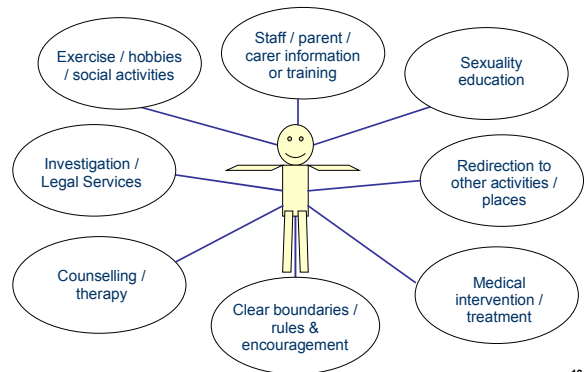 Exercise / hobbies
/ social activities
Staff / parent /
carer information
or training
Sexuality
education
Investigation /
Legal Services
Redirection to
other activities /
places
Counselling /
therapy
Clear boundaries /
rules &
encouragement
Medical
intervention /
treatment